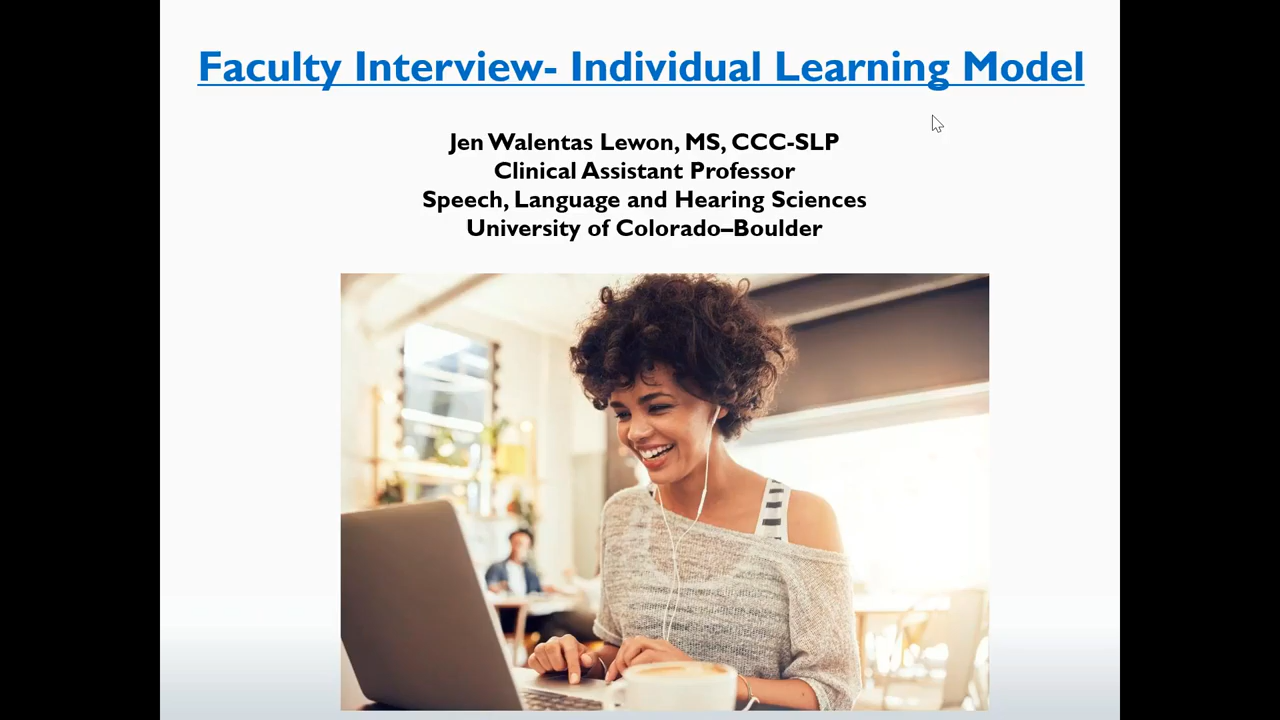 Faculty Interview- Individual Learning Model
Jen Walentas Lewon, MS, CCC-SLP
Clinical Assistant Professor
Speech, Language and Hearing Sciences
University of Colorado–Boulder